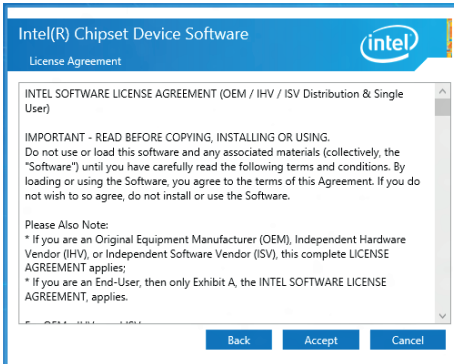 Intel(R) Chipset Device Software
intel
License Agreement
INTEL SOFTWARE LICENSE AGREEMENT (OEM / IHV / ISV Distribution & Single
User)
IMPORTANT - READ BEFORE COPYING, INSTALLING OR USING.
Do not use or load this software and any associated materials (collectively, the
"Software") until you have carefully read the following terms and conditions. By
loading or using the Software, you agree to the terms of this Agreement. If you do
not wish to so agree, do not install or use the Software.
Please Also Note:
* If you are an Original Equipment Manufacturer (OEM), Independent Hardware
Vendor (IHV), or Independent Software Vendor (ISV), this complete LICENSE
AGREEMENT applies;
* If you are an End-User, then only Exhibit A, the INTEL SOFTWARE LICENSE
AGREEMENT, applies.
Back Accept Cancel